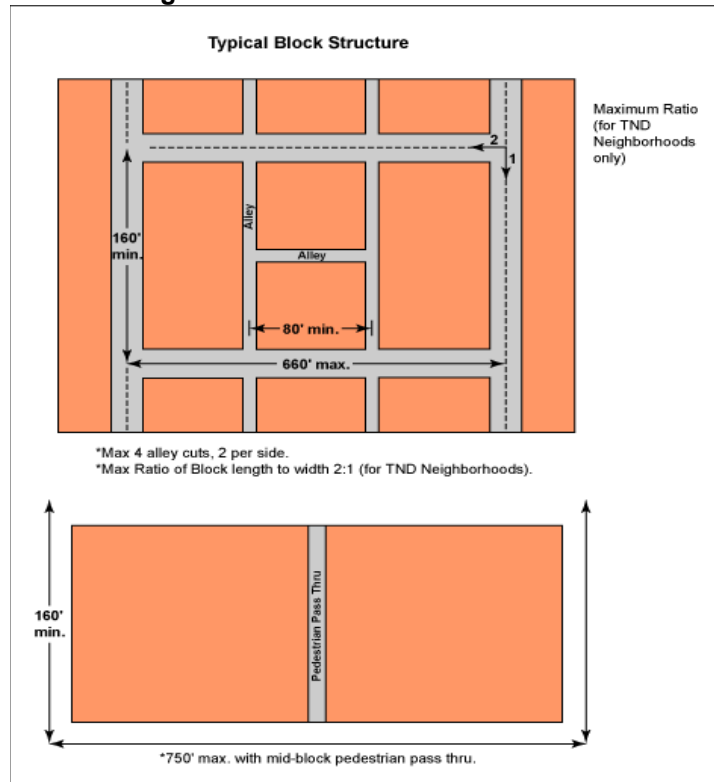 Typical Block Structure
Maximum Ratio
(for TND
Neighborhoods
only)
2
1
Alley
160'
min.
Alley
80' min.
660' max.
*Max 4 alley cuts, 2 per side.
*Max Ratio of Block length to width 2:1 (for TND Neighborhoods).
Pedestrian Pass Thru
160'
min.
*750' max. with mid-block pedestrian pass thru.